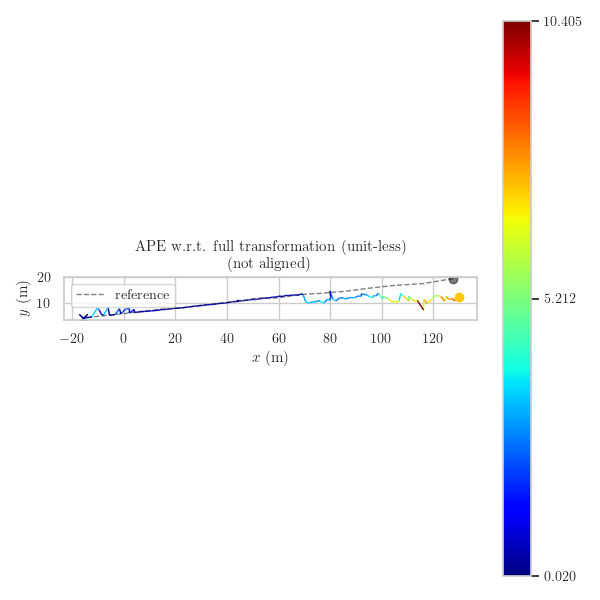 APE w.r.t. full transformation (unit-less)
(not aligned)
reference
20
10
y (m)
−20 0 20 40 60 80 100 120
x (m)
10.405
5.212
0.020